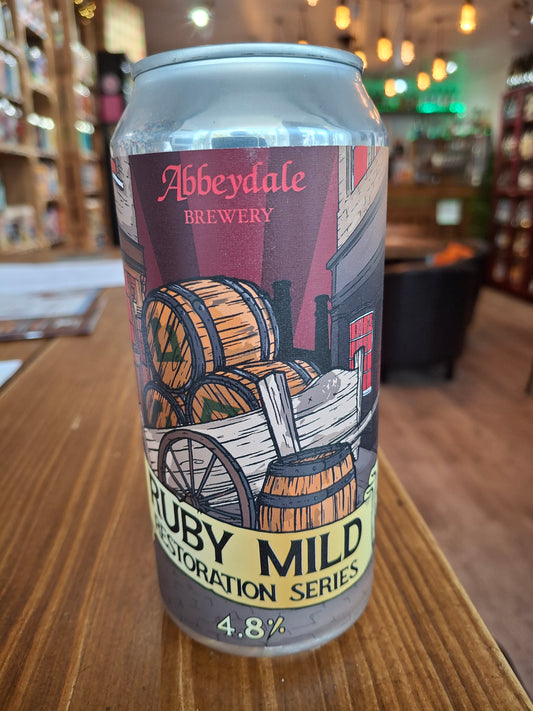 Abbeydale
BREWERY
RUBY MILD
RESTORATION SERIES
4.8%